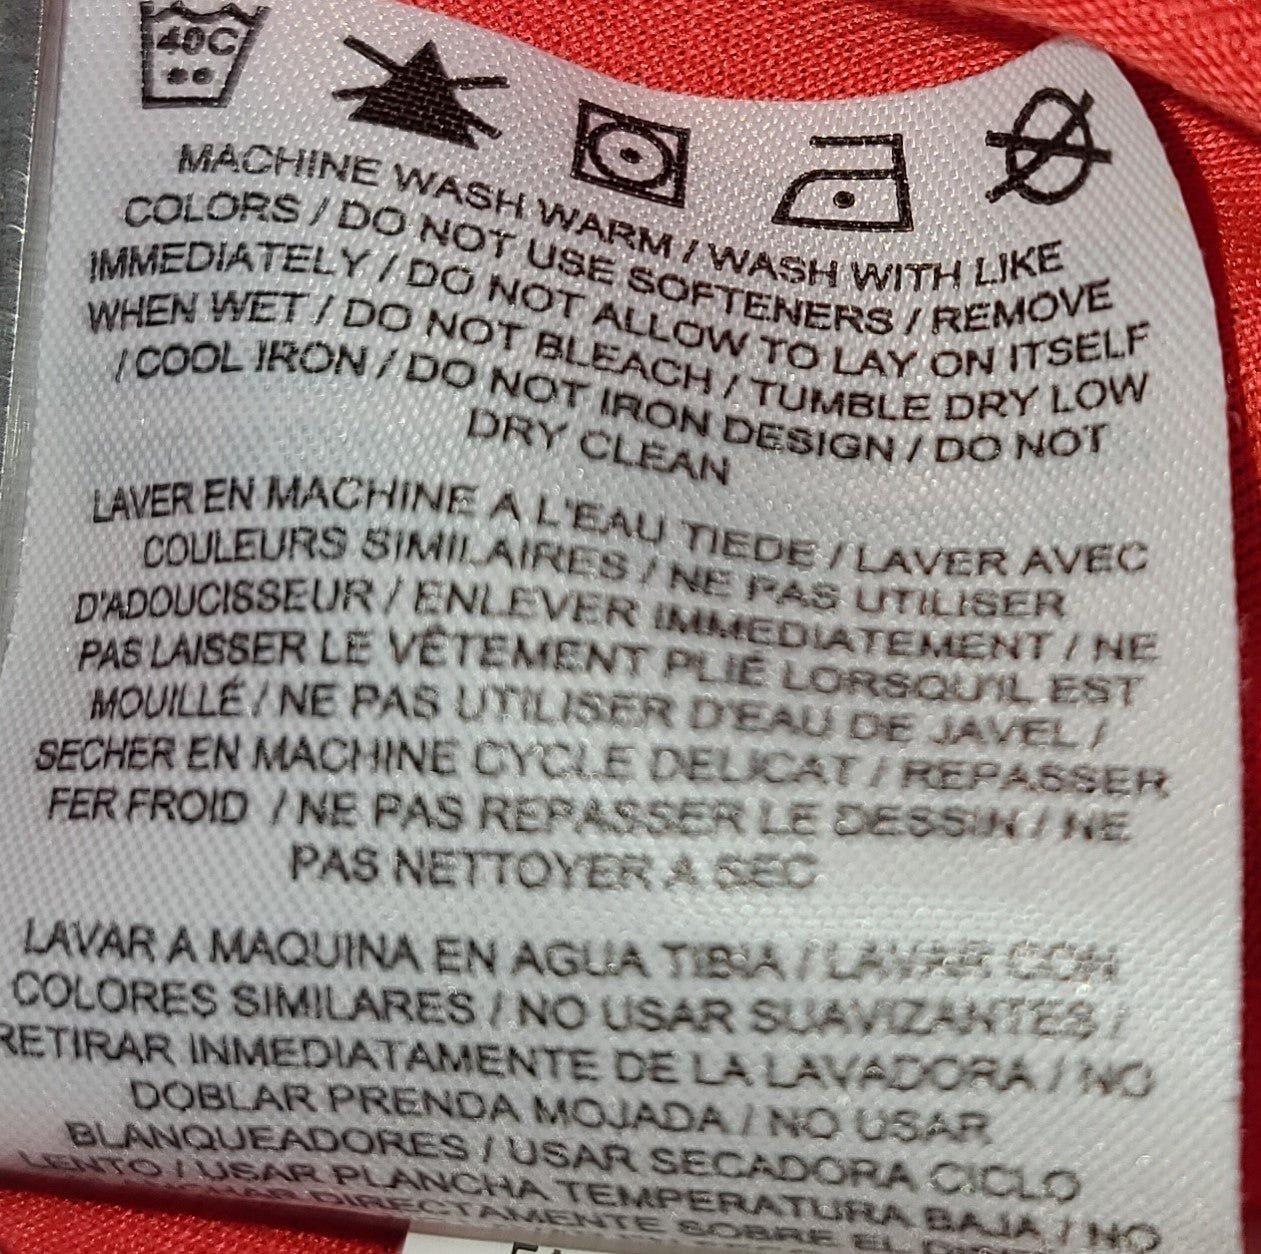 40C
MACHINE WASH WARM / WASH WITH LIKE
COLORS / DO NOT USE SOFTENERS / REMOVE
IMMEDIATELY / DO NOT ALLOW TO LAY ON ITSELF
WHEN WET / DO NOT BLEACH / TUMBLE DRY LOW
/ COOL IRON / DO NOT IRON DESIGN / DO NOT
DRY CLEAN
LAVER EN MACHINE A L'EAU TIEDE / LAVER AVEC
COULEURS SIMILAIRES / NE PAS UTILISER
D'ADOUCISSEUR / ENLEVER IMMEDIATEMENT / NE
PAS LAISSER LE VÊTEMENT PLIÉ LORSQU'IL EST
MOUILLÉ / NE PAS UTILISER D'EAU DE JAVEL /
SECHER EN MACHINE CYCLE DELICAT / REPASSER
FER FROID / NE PAS REPASSER LE DESSIN / NE
PAS NETTOYER A SEC
LAVAR A MAQUINA EN AGUA TIBIA / LAVAR CON
COLORES SIMILARES / NO USAR SUAVIZANTES /
RETIRAR INMEDIATAMENTE DE LA LAVADORA / NO
DOBLAR PRENDA MOJADA / NO USAR
BLANQUEADORES / USAR SECADORA CICLO
LENTO / USAR PLANCHA TEMPERATURA BAJA / NO
DIRECTAMENTE SOBRE EL